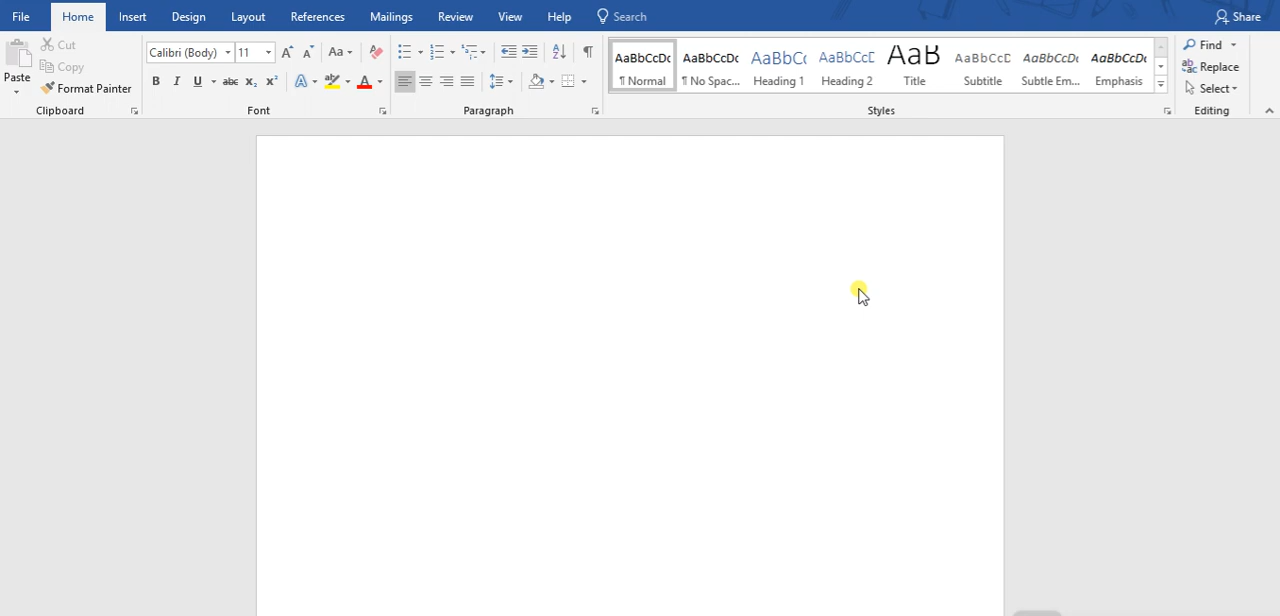 File Home Insert Design Layout References Mailings Review View Help Search Share
Cut
Copy
Paste
Format Painter
Clipboard
Calibri (Body) 11 A A Aa
B I U abc X₂ X² A A
Font
A Z ¶
Paragraph
AaBbCcDc AaBbCcDc AaBbCc AaBbCcD AaB AaBbCcD AaBbCcDc AaBbCcDc
¶ Normal ¶ No Spac... Heading 1 Heading 2 Title Subtitle Subtle Em... Emphasis
Styles
Find
Replace
Select
Editing